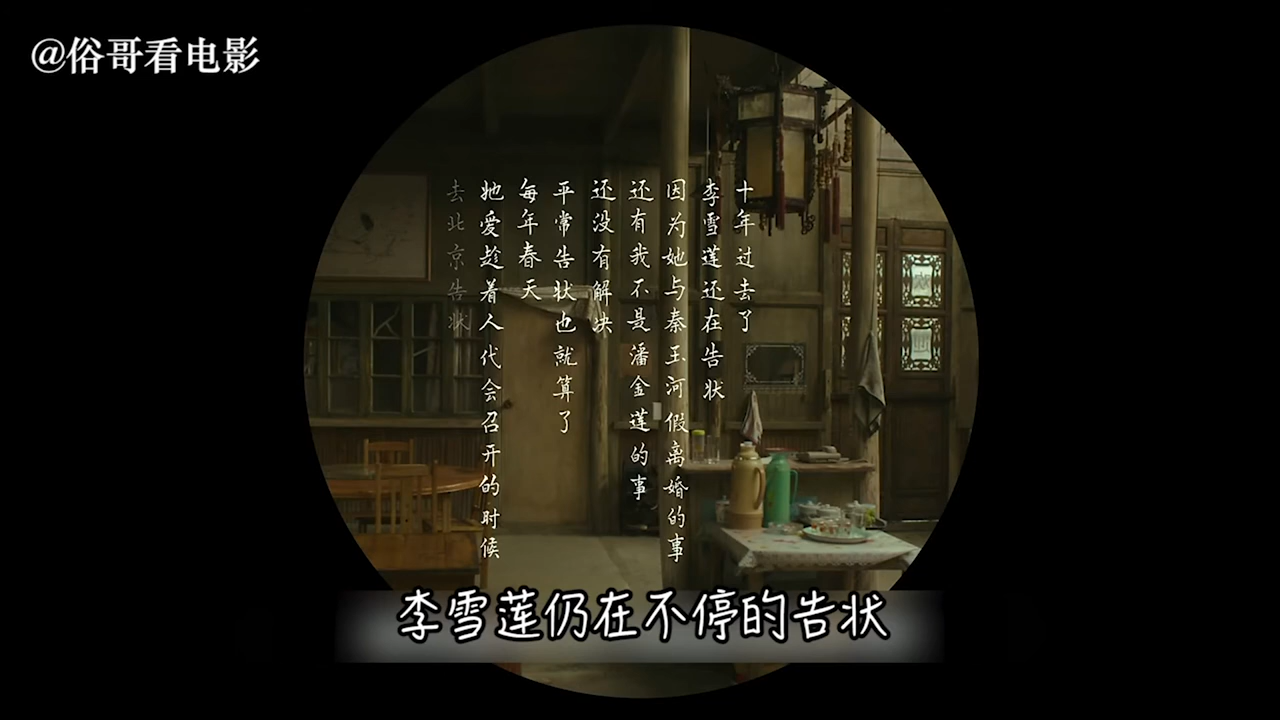 @俗哥看电影
十年过去了
李雪莲还在告状
因为她与秦玉河假离婚的事
还有我不是潘金莲的事
还没有解决
平常告状也就算了
每年春天
她爱趁着人代会召开的时候
去北京告状
李雪莲仍在不停的告状